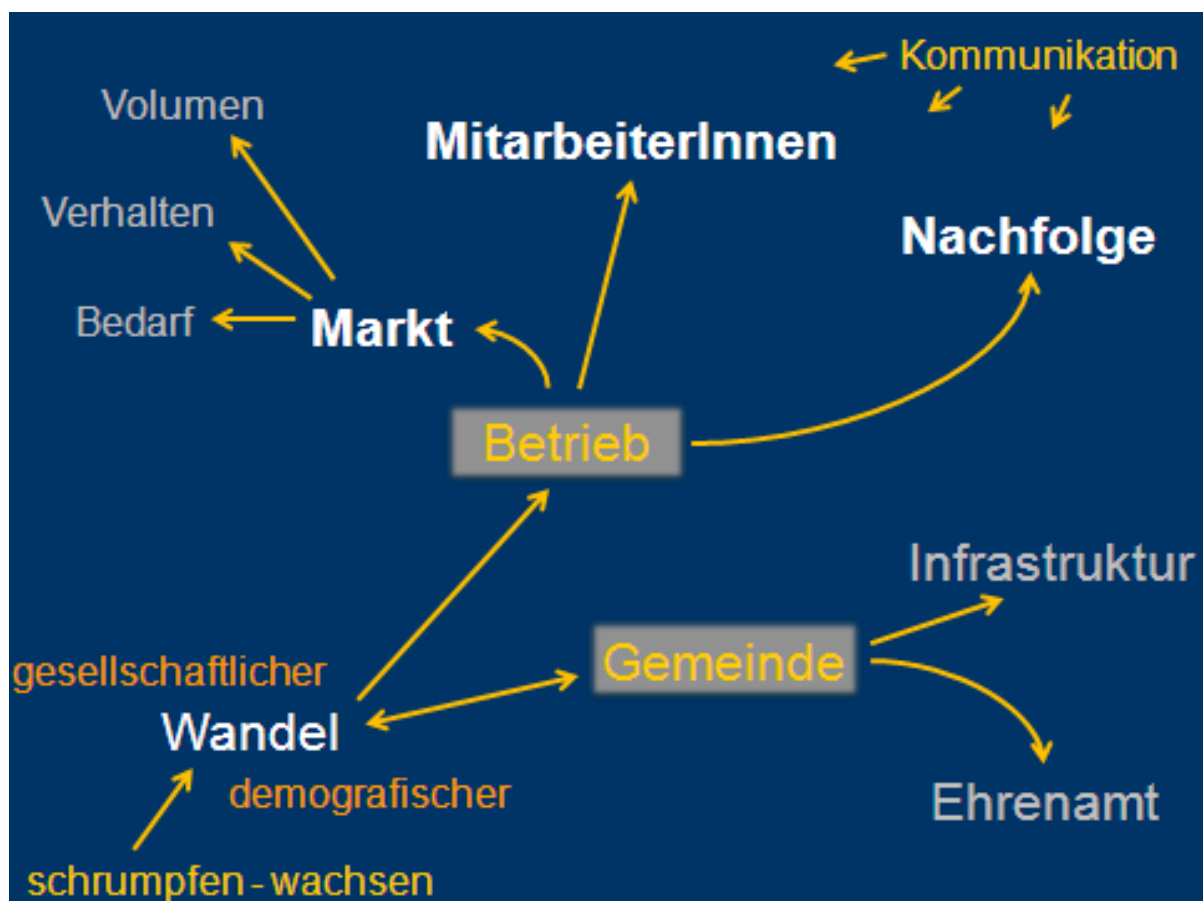 Kommunikation
Volumen
MitarbeiterInnen
Verhalten
Nachfolge
Bedarf
Markt
Betrieb
Infrastruktur
Gemeinde
gesellschaftlicher
Wandel
demografischer
Ehrenamt
schrumpfen - wachsen